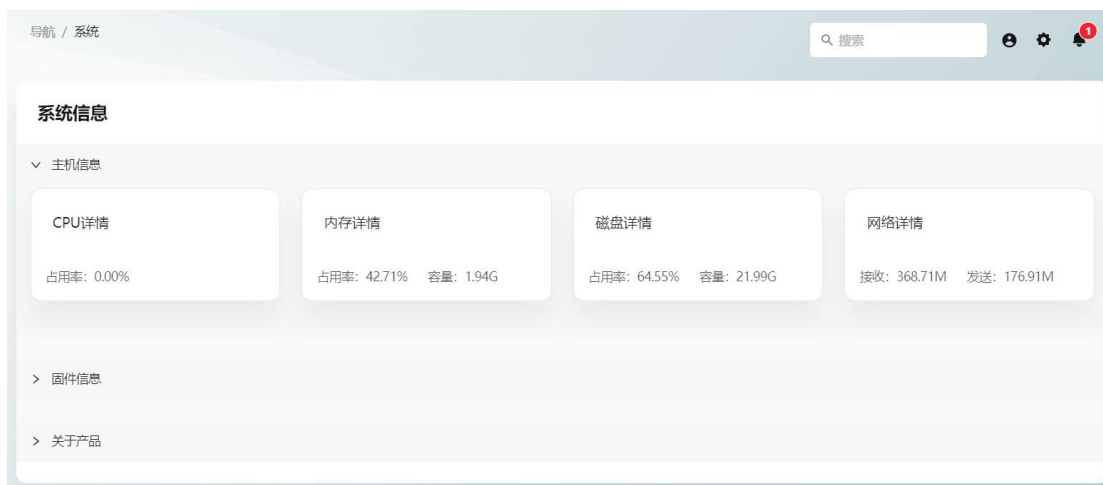 导航 / 系统
搜索
1
系统信息
主机信息
CPU详情
内存详情
磁盘详情
网络详情
占用率：0.00%
占用率：42.71% 容量：1.94G
占用率：64.55% 容量：21.99G
接收：368.71M 发送：176.91M
固件信息
关于产品